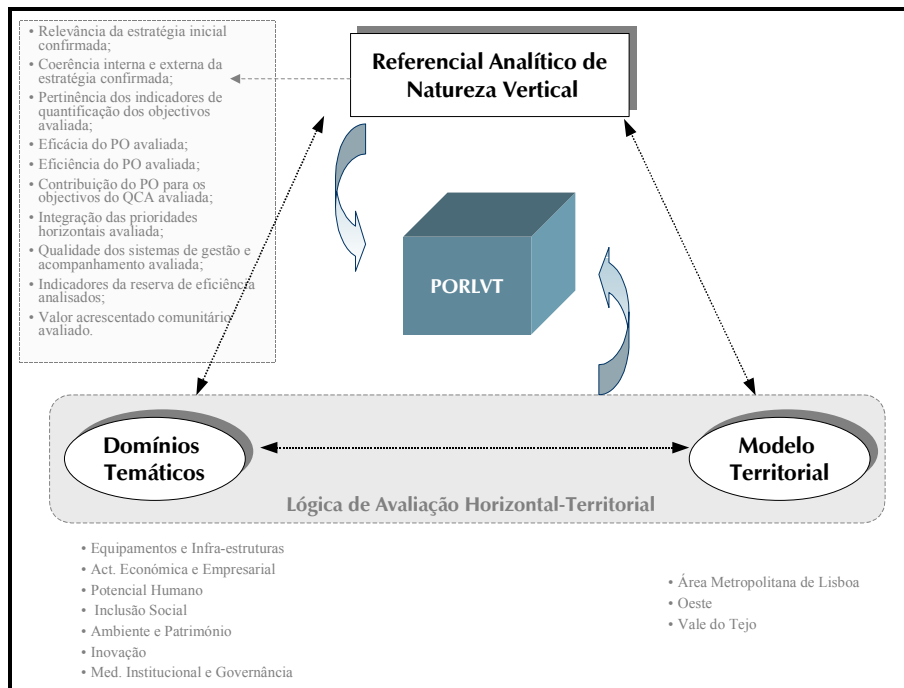 • Relevância da estratégia inicial
confirmada;
• Coerência interna e externa da
estratégia confirmada;
• Pertinência dos indicadores de
quantificação dos objectivos
avaliada;
• Eficácia do PO avaliada;
• Eficiência do PO avaliada;
• Contribuição do PO para os
objectivos do QCA avaliada;
• Integração das prioridades
horizontais avaliada;
• Qualidade dos sistemas de gestão e
acompanhamento avaliada;
• Indicadores da reserva de eficiência
analisados;
• Valor acrescentado comunitário
avaliado.
Referencial Analítico de
Natureza Vertical
PORLVT
Domínios
Temáticos
Modelo
Territorial
Lógica de Avaliação Horizontal-Territorial
• Equipamentos e Infra-estruturas
• Act. Económica e Empresarial
• Potencial Humano
• Inclusão Social
• Ambiente e Património
• Inovação
• Med. Institucional e Governância
• Área Metropolitana de Lisboa
• Oeste
• Vale do Tejo